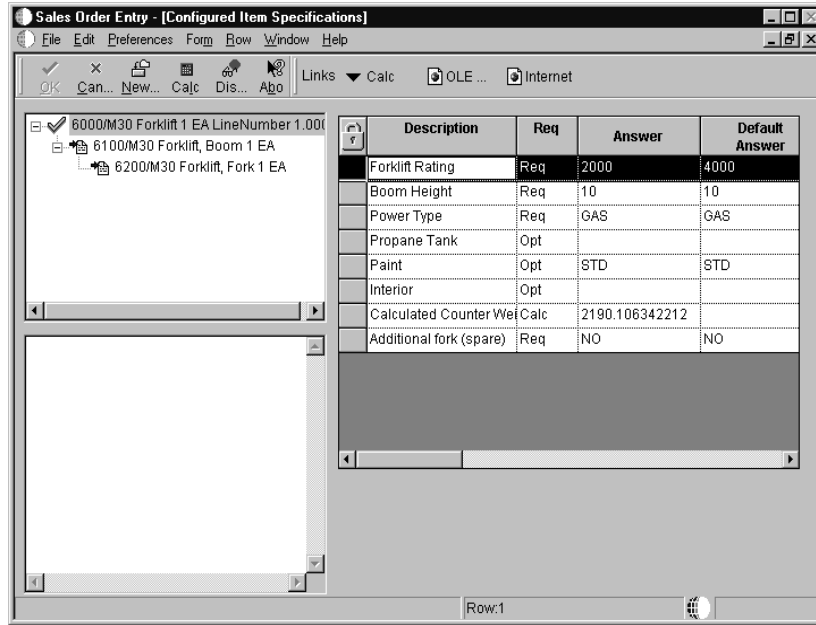 Sales Order Entry - [Configured Item Specifications]
File Edit Preferences Form Row Window Help
OK Can... New... Calc Dis... Abo Links Calc OLE ... Internet
6000/M30 Forklift 1 EA LineNumber 1.00
6100/M30 Forklift, Boom 1 EA
6200/M30 Forklift, Fork 1 EA
Description Req Answer Default Answer
Forklift Rating Req 2000 4000
Boom Height Req 10 10
Power Type Req GAS GAS
Propane Tank Opt
Paint Opt STD STD
Interior Opt
Calculated Counter Wei Calc 2190.106342212
Additional fork (spare) Req NO NO
Row:1